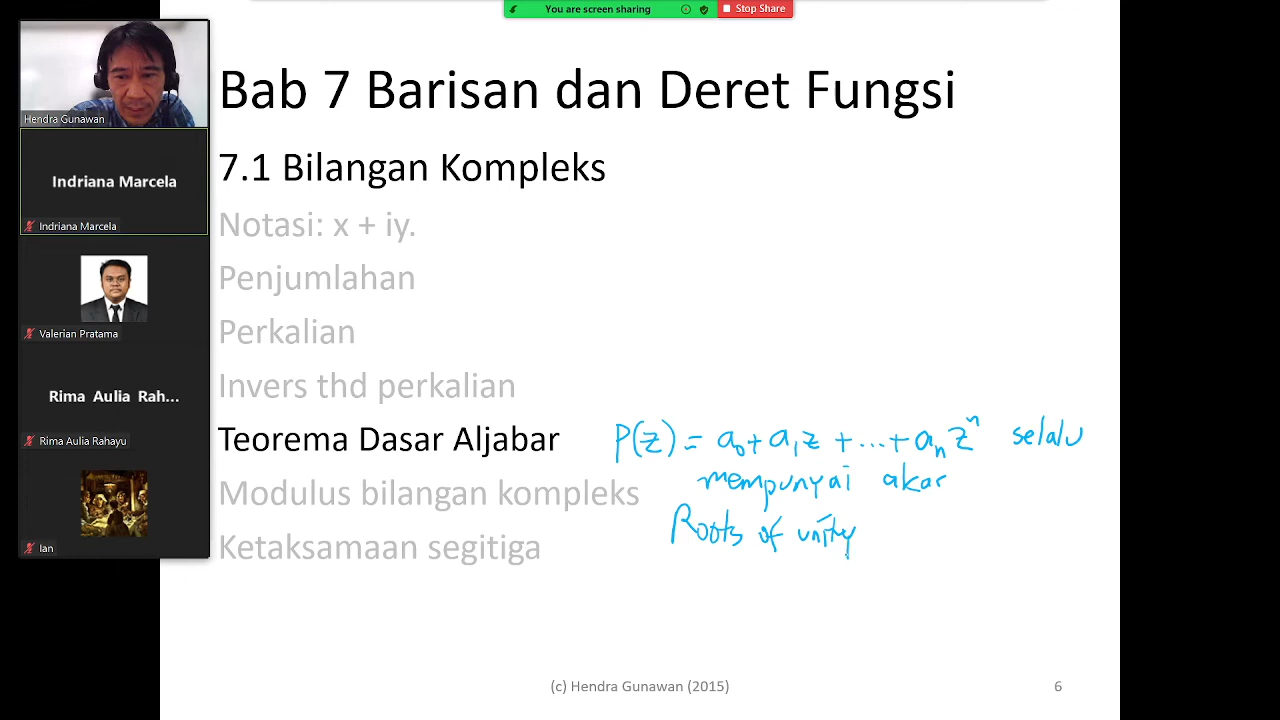 You are screen sharing
Stop Share
Hendra Gunawan
Indriana Marcela
Indriana Marcela
Valerian Pratama
Rima Aulia Rah...
Rima Aulia Rahayu
Ian
Bab 7 Barisan dan Deret Fungsi
7.1 Bilangan Kompleks
Notasi: x + iy.
Penjumlahan
Perkalian
Invers thd perkalian
Teorema Dasar Aljabar
P(z) = a₀ + a₁z + ... + aₙzⁿ selalu
mempunyai akar
Modulus bilangan kompleks
Roots of unity
Ketaksamaan segitiga
(c) Hendra Gunawan (2015)
6